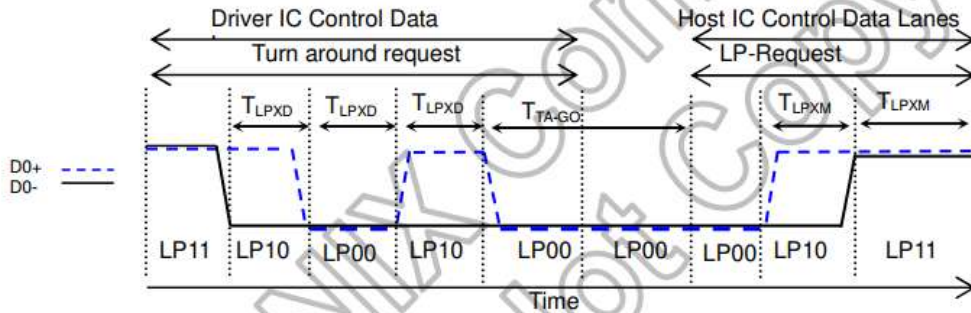 Driver IC Control Data Host IC Control Data Lanes
Turn around request LP-Request
TLPXD TLPXD TLPXD TTA-GO TLPXM TLPXM
D0+
D0-
LP11 LP10 LP00 LP10 LP00 LP00 LP00 LP10 LP11
Time